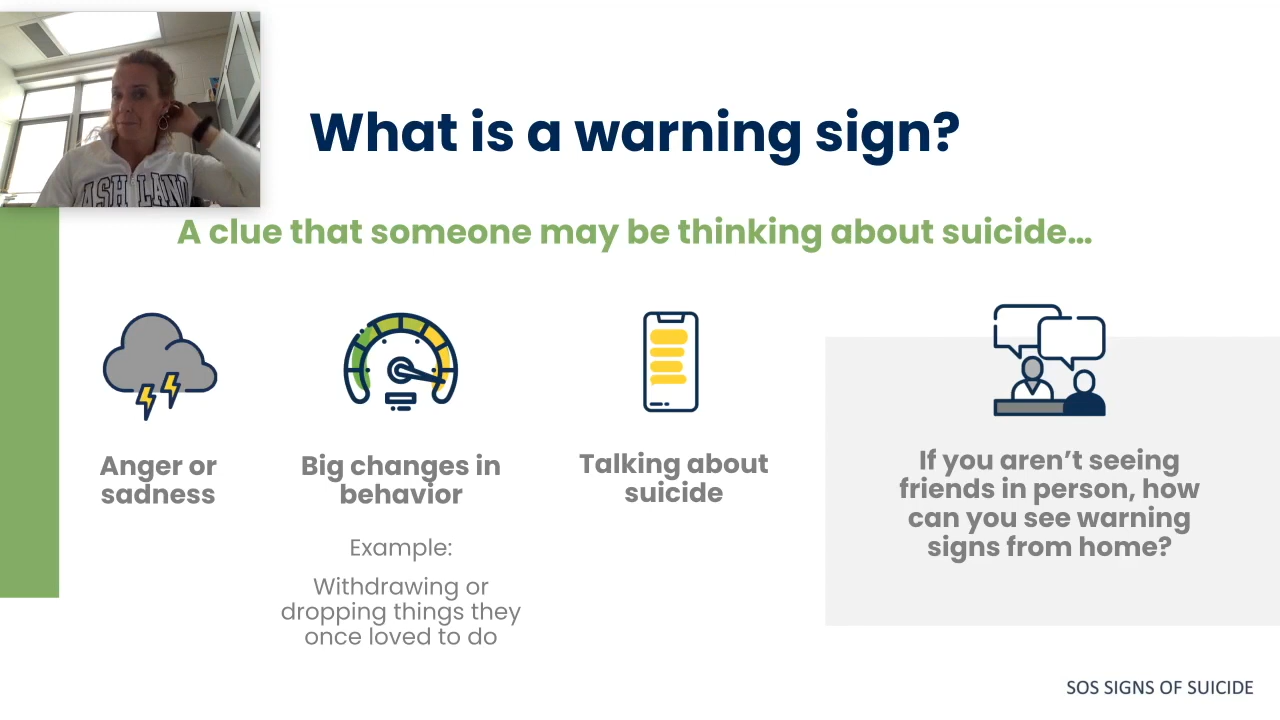 ASHLAND
What is a warning sign?
A clue that someone may be thinking about suicide...
Anger or
sadness
Big changes in
behavior
Example:
Withdrawing or
dropping things they
once loved to do
Talking about
suicide
If you aren't seeing
friends in person, how
can you see warning
signs from home?
SOS SIGNS OF SUICIDE